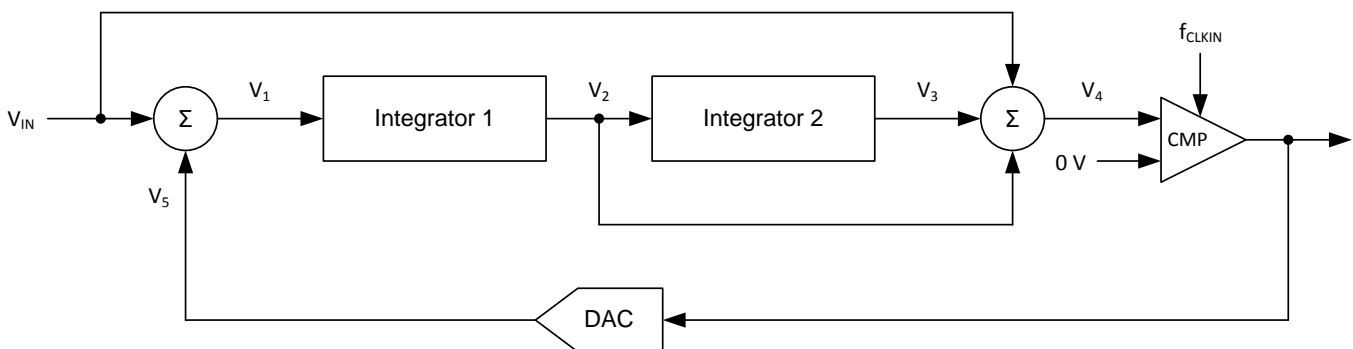 f_CLKIN
V_1
V_2
V_3
V_4
V_IN
Σ
Integrator 1
Integrator 2
Σ
CMP
0 V
V_5
DAC